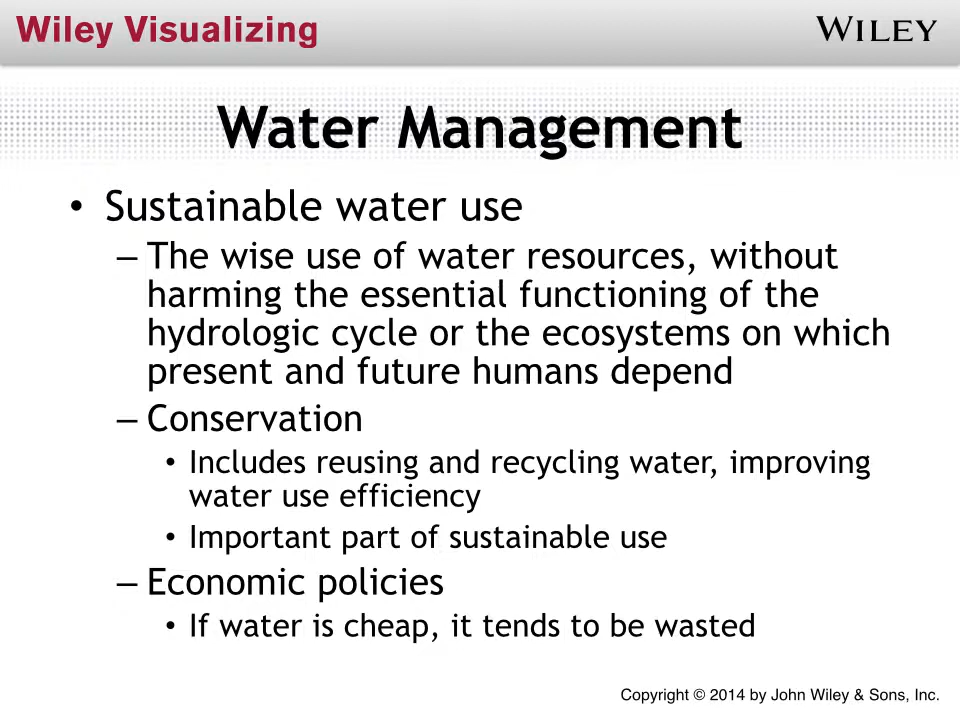 Wiley Visualizing
WILEY
Water Management
• Sustainable water use
– The wise use of water resources, without
harming the essential functioning of the
hydrologic cycle or the ecosystems on which
present and future humans depend
– Conservation
• Includes reusing and recycling water, improving
water use efficiency
• Important part of sustainable use
– Economic policies
• If water is cheap, it tends to be wasted
Copyright © 2014 by John Wiley & Sons, Inc.